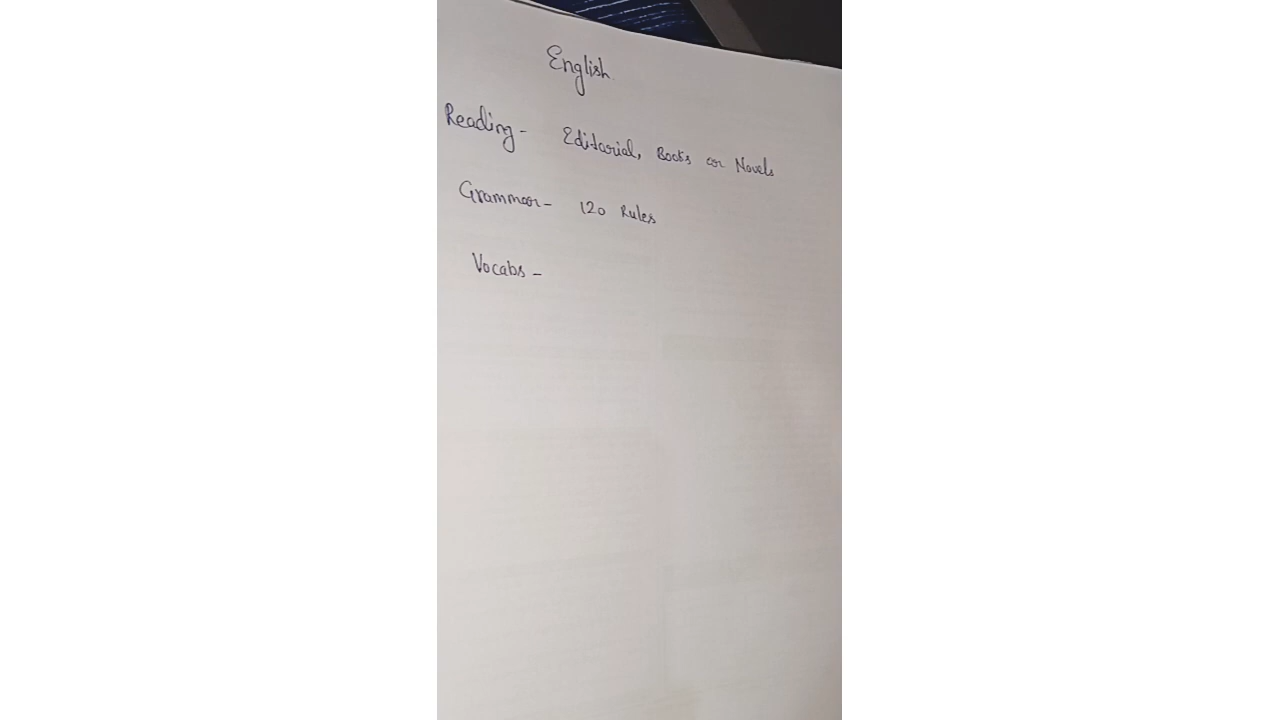 English
Reading - Editorial, Books or Novels
Grammar - 120 Rules
Vocabs -